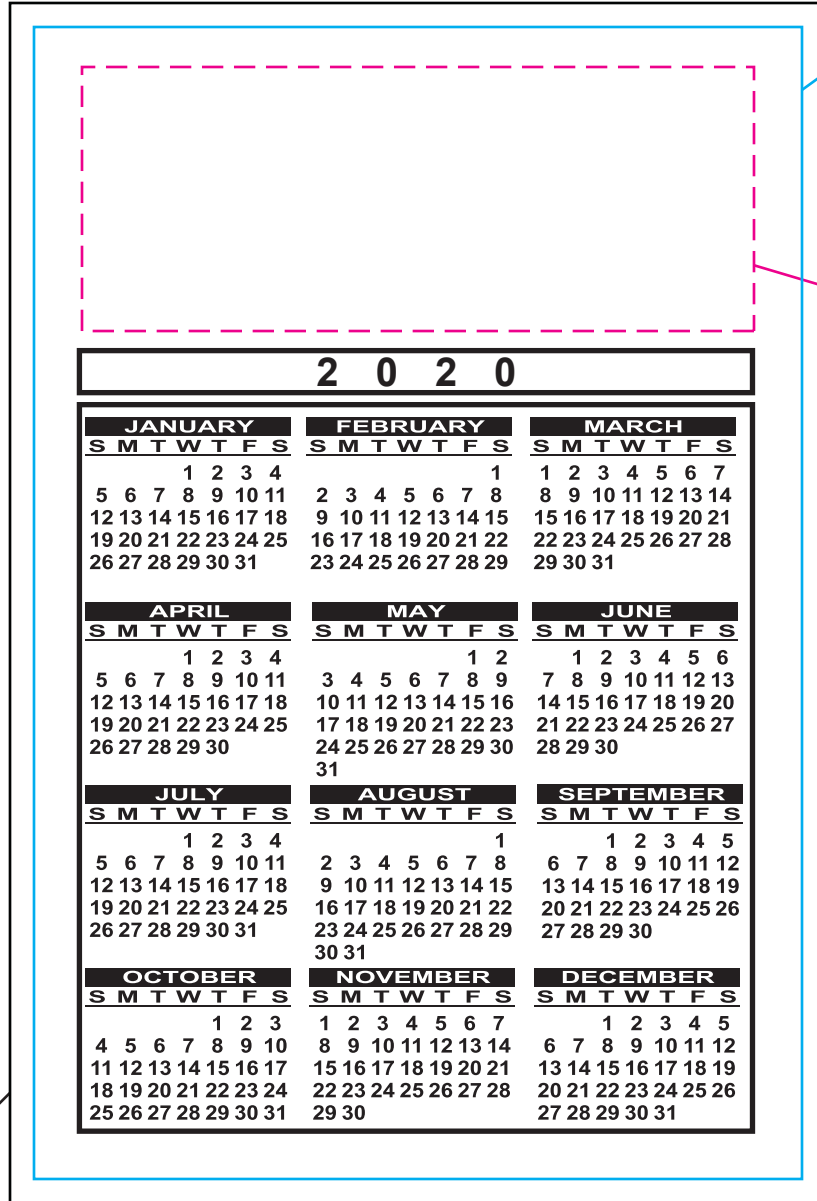 2 0 2 0
JANUARY
S M T W T F S
1 2 3 4
5 6 7 8 9 10 11
12 13 14 15 16 17 18
19 20 21 22 23 24 25
26 27 28 29 30 31
FEBRUARY
S M T W T F S
1
2 3 4 5 6 7 8
9 10 11 12 13 14 15
16 17 18 19 20 21 22
23 24 25 26 27 28 29
MARCH
S M T W T F S
1 2 3 4 5 6 7
8 9 10 11 12 13 14
15 16 17 18 19 20 21
22 23 24 25 26 27 28
29 30 31
APRIL
S M T W T F S
1 2 3 4
5 6 7 8 9 10 11
12 13 14 15 16 17 18
19 20 21 22 23 24 25
26 27 28 29 30
MAY
S M T W T F S
1 2
3 4 5 6 7 8 9
10 11 12 13 14 15 16
17 18 19 20 21 22 23
24 25 26 27 28 29 30
31
JUNE
S M T W T F S
1 2 3 4 5 6
7 8 9 10 11 12 13
14 15 16 17 18 19 20
21 22 23 24 25 26 27
28 29 30
JULY
S M T W T F S
1 2 3 4
5 6 7 8 9 10 11
12 13 14 15 16 17 18
19 20 21 22 23 24 25
26 27 28 29 30 31
AUGUST
S M T W T F S
1
2 3 4 5 6 7 8
9 10 11 12 13 14 15
16 17 18 19 20 21 22
23 24 25 26 27 28 29
30 31
SEPTEMBER
S M T W T F S
1 2 3 4 5
6 7 8 9 10 11 12
13 14 15 16 17 18 19
20 21 22 23 24 25 26
27 28 29 30
OCTOBER
S M T W T F S
1 2 3
4 5 6 7 8 9 10
11 12 13 14 15 16 17
18 19 20 21 22 23 24
25 26 27 28 29 30 31
NOVEMBER
S M T W T F S
1 2 3 4 5 6 7
8 9 10 11 12 13 14
15 16 17 18 19 20 21
22 23 24 25 26 27 28
29 30
DECEMBER
S M T W T F S
1 2 3 4 5
6 7 8 9 10 11 12
13 14 15 16 17 18 19
20 21 22 23 24 25 26
27 28 29 30 31